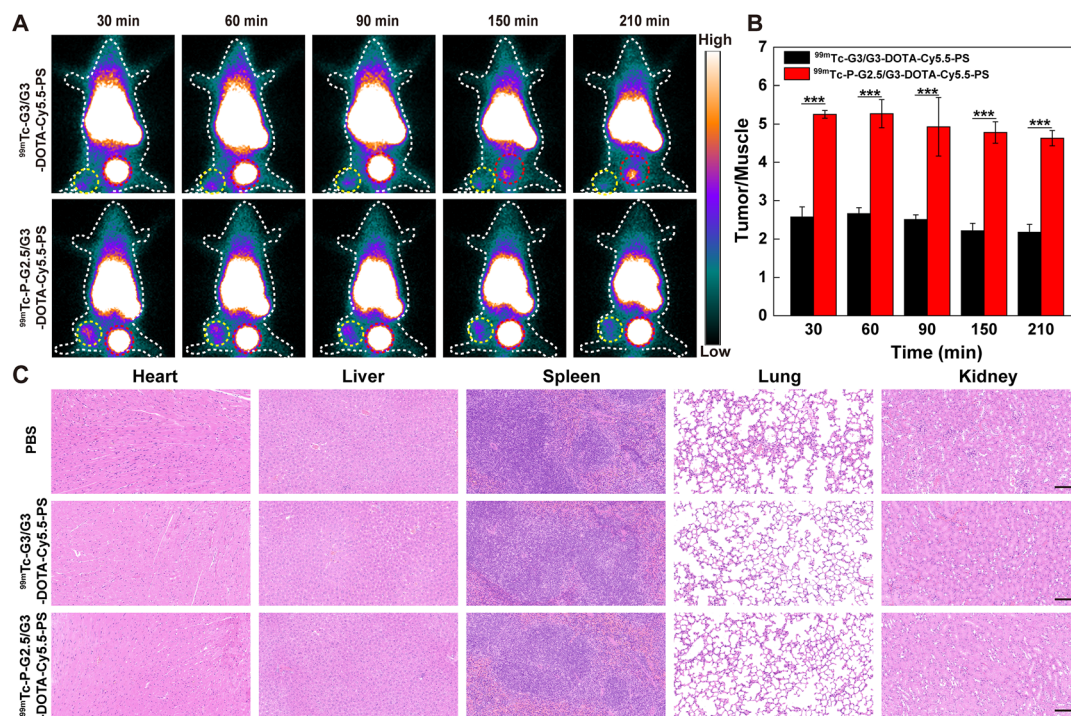 A
30 min
60 min
90 min
150 min
210 min
⁹⁹ᵐTc-G3/G3
-DOTA-Cy5.5-PS
⁹⁹ᵐTc-P-G2.5/G3
-DOTA-Cy5.5-PS
High
Low
B
Tumor/Muscle
7
6
5
4
3
2
1
0
⁹⁹ᵐTc-G3/G3-DOTA-Cy5.5-PS
⁹⁹ᵐTc-P-G2.5/G3-DOTA-Cy5.5-PS
*** *** *** *** ***
30 60 90 150 210
Time (min)
C
Heart
Liver
Spleen
Lung
Kidney
PBS
⁹⁹ᵐTc-G3/G3
-DOTA-Cy5.5-PS
⁹⁹ᵐTc-P-G2.5/G3
-DOTA-Cy5.5-PS